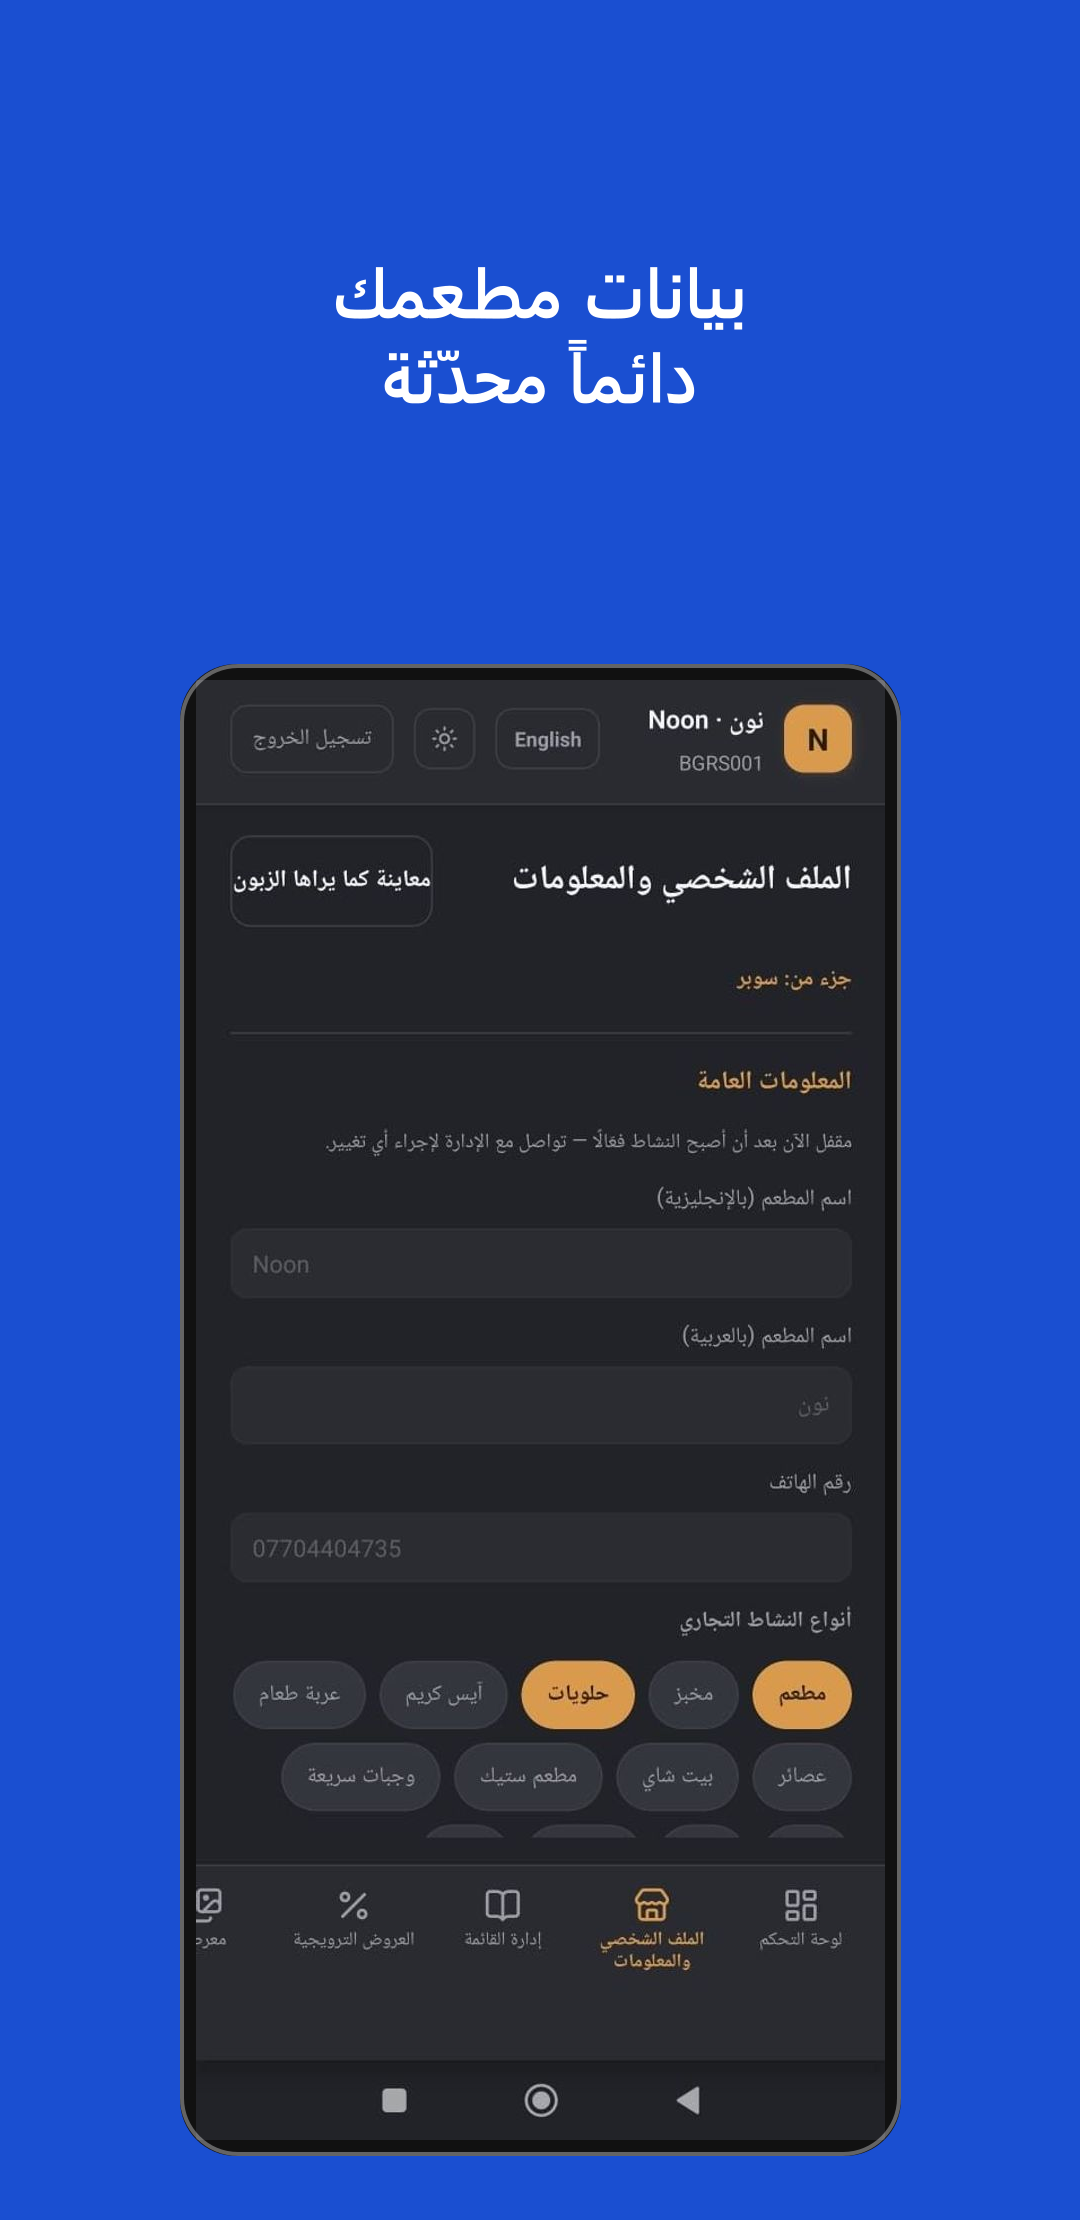 بيانات مطعمك
دائماً محدّثة
N
نون · Noon
BGRS001
English
تسجيل الخروج
الملف الشخصي والمعلومات
معاينة كما يراها الزبون
جزء من: سوبر
المعلومات العامة
مقفل الآن بعد أن أصبح النشاط فعّالًا — تواصل مع الإدارة لإجراء أي تغيير.
اسم المطعم (بالإنجليزية)
Noon
اسم المطعم (بالعربية)
نون
رقم الهاتف
07704404735
أنواع النشاط التجاري
مطعم مخبز حلويات آيس كريم عربة طعام
عصائر بيت شاي مطعم ستيك وجبات سريعة
لوحة التحكم
الملف الشخصي
والمعلومات
إدارة القائمة
العروض الترويجية